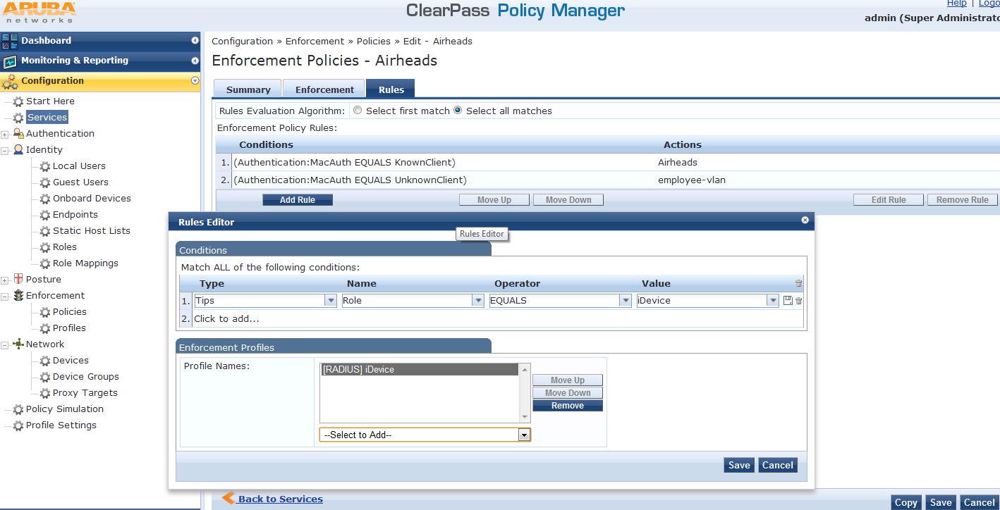 ARUBA
networks
ClearPass Policy Manager
Help | Logo
admin (Super Administrato
Dashboard
Monitoring & Reporting
Configuration
Start Here
Services
Authentication
Identity
Local Users
Guest Users
Onboard Devices
Endpoints
Static Host Lists
Roles
Role Mappings
Posture
Enforcement
Policies
Profiles
Network
Devices
Device Groups
Proxy Targets
Policy Simulation
Profile Settings
Configuration » Enforcement » Policies » Edit - Airheads
Enforcement Policies - Airheads
Summary Enforcement Rules
Rules Evaluation Algorithm: Select first match Select all matches
Enforcement Policy Rules:
Conditions Actions
1. (Authentication:MacAuth EQUALS KnownClient) Airheads
2. (Authentication:MacAuth EQUALS UnknownClient) employee-vlan
Add Rule Move Up Move Down Edit Rule Remove Rule
Rules Editor
Rules Editor
Conditions
Match ALL of the following conditions:
Type Name Operator Value
1. Tips Role EQUALS iDevice
2. Click to add...
Enforcement Profiles
Profile Names:
[RADIUS] iDevice
Move Up
Move Down
Remove
--Select to Add--
Save Cancel
Back to Services
Copy Save Cancel